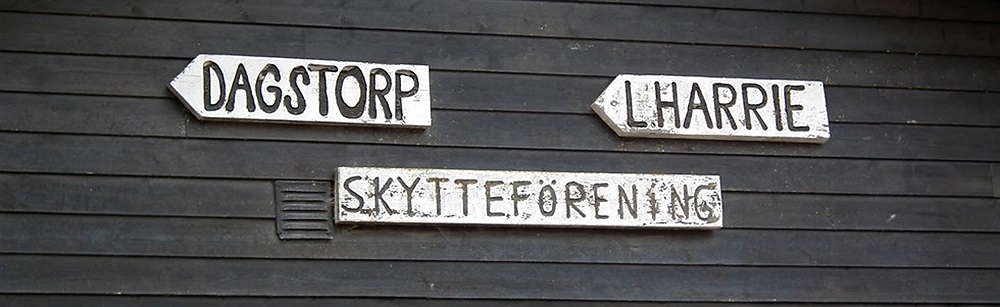 DAGSTORP
L'HARRIE
SKYTTEFÖRENING